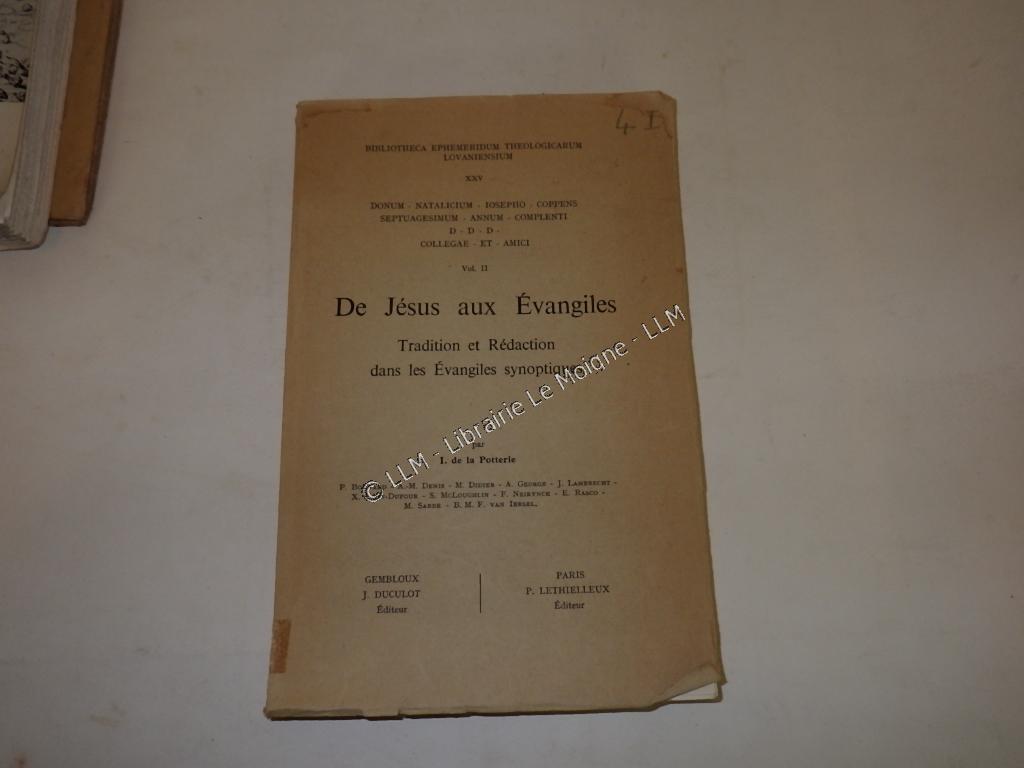 4 I
BIBLIOTHECA EPHEMERIDUM THEOLOGICARUM
LOVANIENSIUM
XXV
DONUM - NATALICIUM - IOSEPHO - COPPENS
SEPTUAGESIMUM - ANNUM - COMPLENTI
D - D - D -
COLLEGAE - ET - AMICI
Vol. II
De Jésus aux Évangiles
Tradition et Rédaction
dans les Évangiles synoptiques
par
I. de la Potterie
P. - A.-M. DENIS - M. DIDIER - A. GEORGE - J. LAMBRECHT -
X. -DUFOUR - S. MCLOUGHLIN - F. NEIRYNCK - E. RASCO -
M. SABBE - B. M. F. VAN IERSEL.
GEMBLOUX
J. DUCULOT
Éditeur
PARIS
P. LETHIELLEUX
Éditeur
© LLM - Librairie Le Moigne - LLM